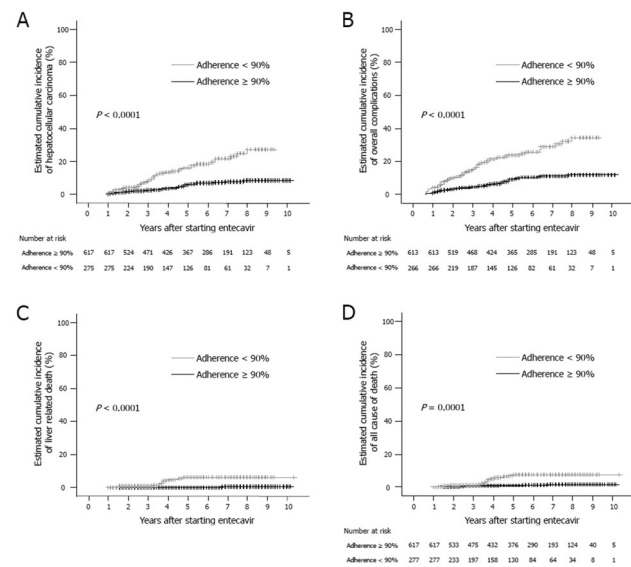 A
Estimated cumulative incidence
of hepatocellular carcinoma (%)
100
80
60
40
20
0
Adherence < 90%
Adherence ≥ 90%
P < 0.0001
0 1 2 3 4 5 6 7 8 9 10
Years after starting entecavir
Number at risk
Adherence ≥ 90% 617 617 524 471 426 367 286 191 123 48 5
Adherence < 90% 275 275 224 190 147 126 81 61 32 7 1
B
Estimated cumulative incidence
of overall complications (%)
100
80
60
40
20
0
Adherence < 90%
Adherence ≥ 90%
P < 0.0001
0 1 2 3 4 5 6 7 8 9 10
Years after starting entecavir
Number at risk
Adherence ≥ 90% 613 613 519 468 424 365 285 191 123 48 5
Adherence < 90% 266 266 219 187 145 126 82 61 32 7 1
C
Estimated cumulative incidence
of liver related death (%)
100
80
60
40
20
0
Adherence < 90%
Adherence ≥ 90%
P < 0.0001
0 1 2 3 4 5 6 7 8 9 10
Years after starting entecavir
D
Estimated cumulative incidence
of all cause of death (%)
100
80
60
40
20
0
Adherence < 90%
Adherence ≥ 90%
P = 0.0001
0 1 2 3 4 5 6 7 8 9 10
Years after starting entecavir
Number at risk
Adherence ≥ 90% 617 617 533 475 432 376 290 193 124 40 5
Adherence < 90% 277 277 233 197 158 130 84 64 34 8 1